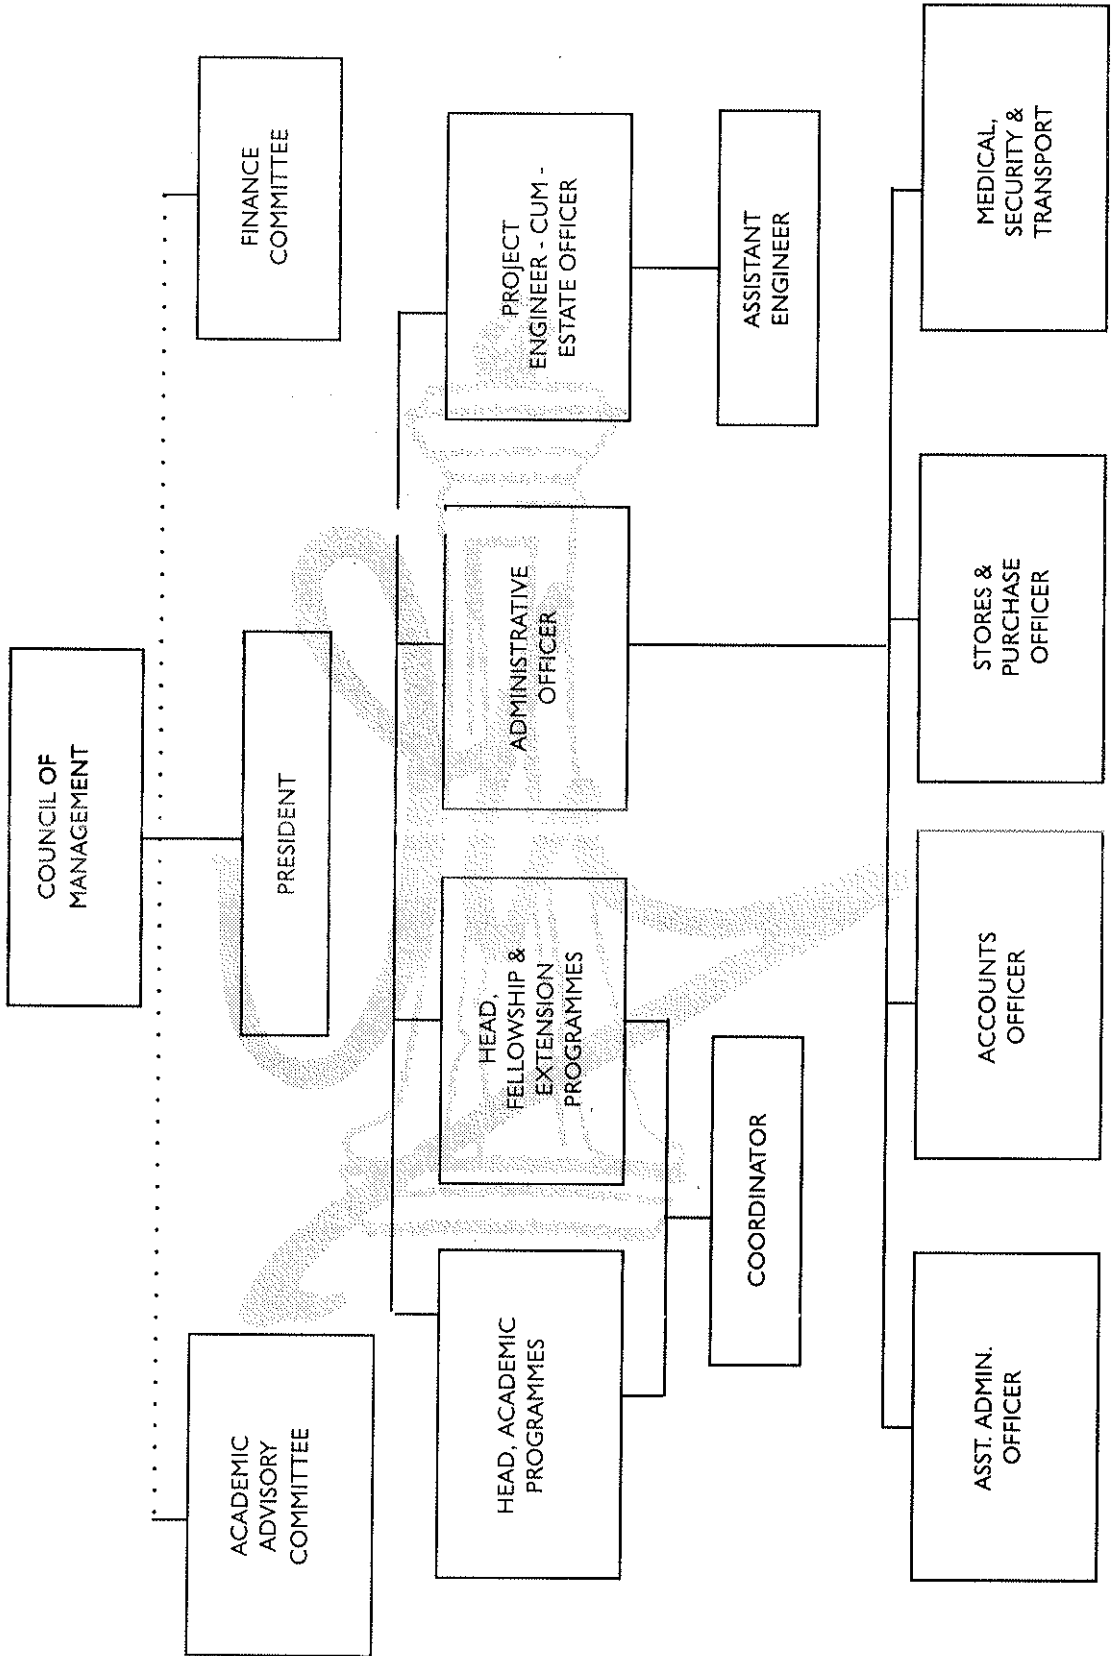 COUNCIL OF
MANAGEMENT
ACADEMIC
ADVISORY
COMMITTEE
PRESIDENT
FINANCE
COMMITTEE
HEAD, ACADEMIC
PROGRAMMES
HEAD,
FELLOWSHIP &
EXTENSION
PROGRAMMES
ADMINISTRATIVE
OFFICER
PROJECT
ENGINEER - CUM -
ESTATE OFFICER
COORDINATOR
ASSISTANT
ENGINEER
ASST. ADMIN.
OFFICER
ACCOUNTS
OFFICER
STORES &
PURCHASE
OFFICER
MEDICAL,
SECURITY &
TRANSPORT